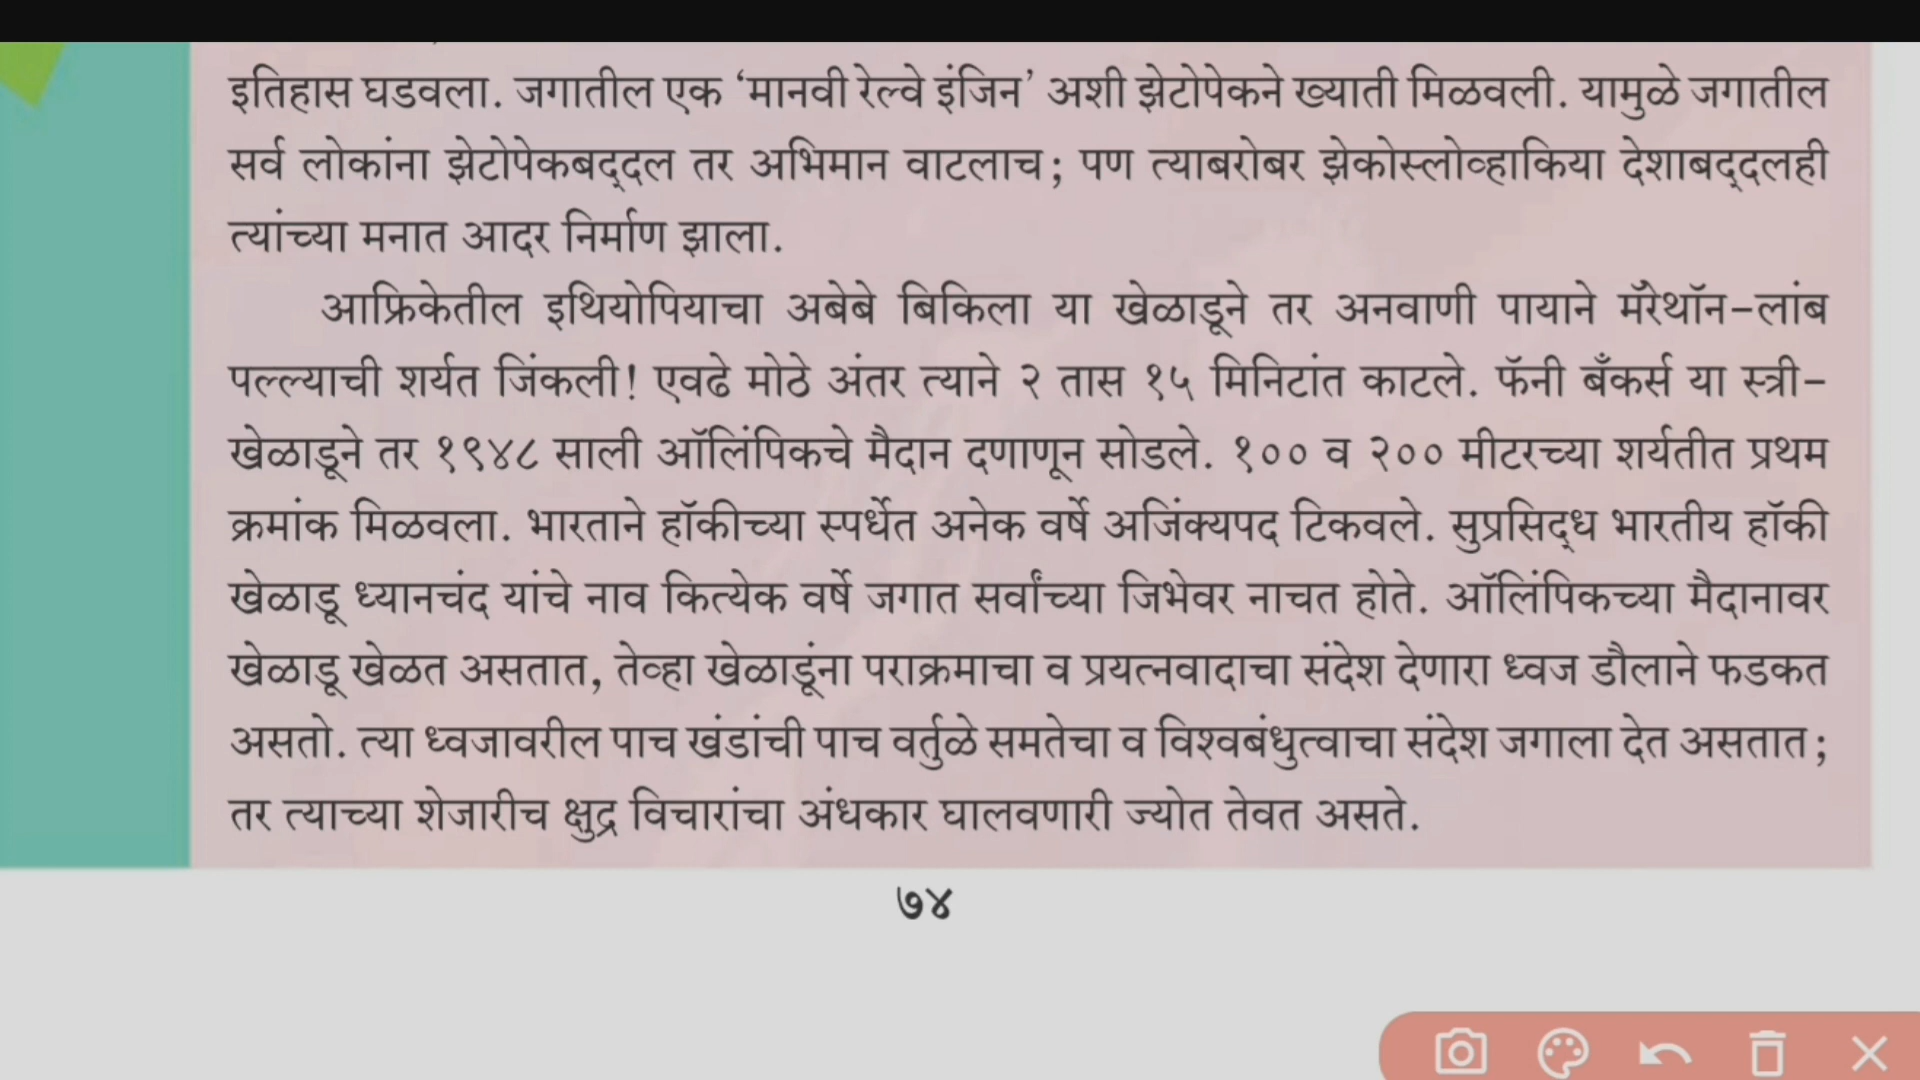 इतिहास घडवला. जगातील एक ‘मानवी रेल्वे इंजिन’ अशी झेटोपेकने ख्याती मिळवली. यामुळे जगातील
सर्व लोकांना झेटोपेकबद्‌दल तर अभिमान वाटलाच; पण त्याबरोबर झेकोस्लोव्हाकिया देशाबद्‌दलही
त्यांच्या मनात आदर निर्माण झाला.
आफ्रिकेतील इथियोपियाचा अबेबे बिकिला या खेळाडूने तर अनवाणी पायाने मॅरेथॉन-लांब
पल्ल्याची शर्यत जिंकली! एवढे मोठे अंतर त्याने २ तास १५ मिनिटांत काटले. फॅनी बँकर्स या स्त्री-
खेळाडूने तर १९४८ साली ऑलिंपिकचे मैदान दणाणून सोडले. १०० व २०० मीटरच्या शर्यतीत प्रथम
क्रमांक मिळवला. भारताने हॉकीच्या स्पर्धेत अनेक वर्षे अजिंक्यपद टिकवले. सुप्रसिद्‌ध भारतीय हॉकी
खेळाडू ध्यानचंद यांचे नाव कित्येक वर्षे जगात सर्वांच्या जिभेवर नाचत होते. ऑलिंपिकच्या मैदानावर
खेळाडू खेळत असतात, तेव्हा खेळाडूंना पराक्रमाचा व प्रयत्नवादाचा संदेश देणारा ध्वज डौलाने फडकत
असतो. त्या ध्वजावरील पाच खंडांची पाच वर्तुळे समतेचा व विश्वबंधुत्वाचा संदेश जगाला देत असतात;
तर त्याच्या शेजारीच क्षुद्र विचारांचा अंधकार घालवणारी ज्योत तेवत असते.
७४